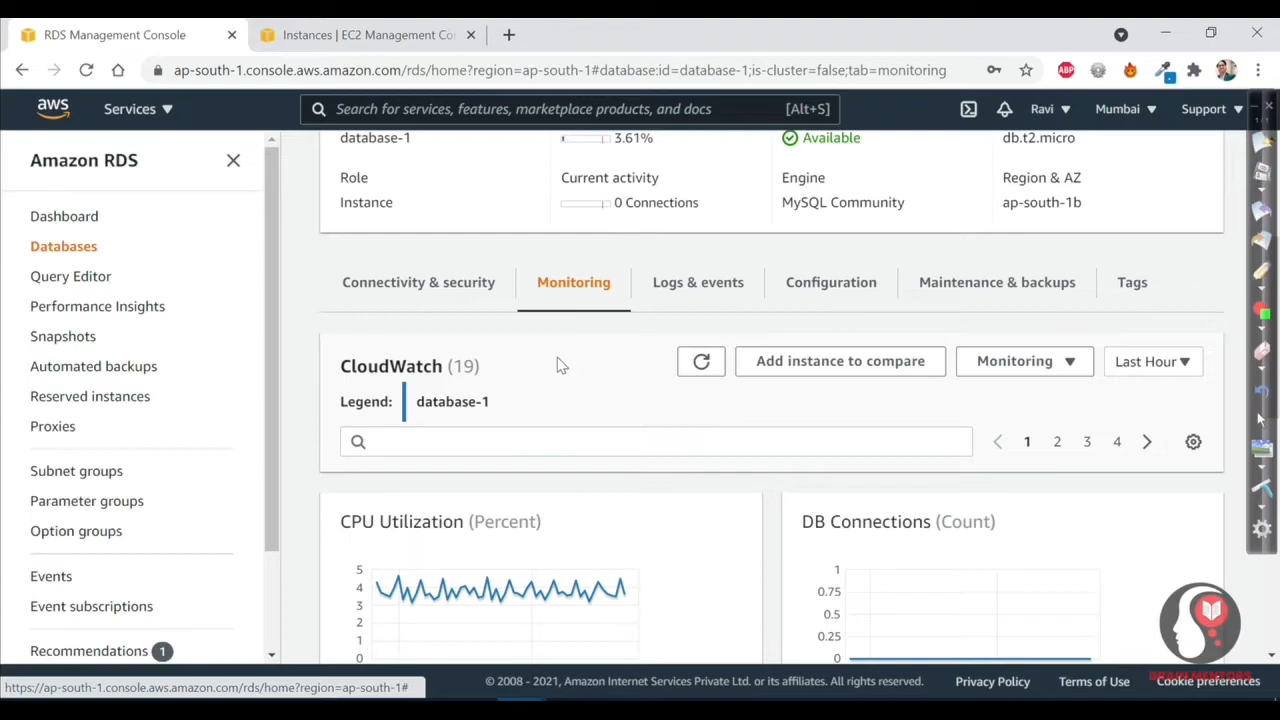 RDS Management Console
Instances | EC2 Management Co
ap-south-1.console.aws.amazon.com/rds/home?region=ap-south-1#database:id=database-1;is-cluster=false;tab=monitoring
ABP
aws
Services
Search for services, features, marketplace products, and docs
[Alt+S]
Ravi
Mumbai
Support
Amazon RDS
Dashboard
Databases
Query Editor
Performance Insights
Snapshots
Automated backups
Reserved instances
Proxies
Subnet groups
Parameter groups
Option groups
Events
Event subscriptions
Recommendations 1
database-1
3.61%
Available
db.t2.micro
Role
Current activity
Engine
Region & AZ
Instance
0 Connections
MySQL Community
ap-south-1b
Connectivity & security
Monitoring
Logs & events
Configuration
Maintenance & backups
Tags
CloudWatch (19)
Add instance to compare
Monitoring
Last Hour
Legend:
database-1
1 2 3 4
CPU Utilization (Percent)
5
4
3
2
1
0
DB Connections (Count)
1
0.75
0.5
0.25
0
https://ap-south-1.console.aws.amazon.com/rds/home?region=ap-south-1#
© 2008 - 2021, Amazon Internet Services Private Ltd. or its affiliates. All rights reserved.
Privacy Policy
Terms of Use
Cookie preferences